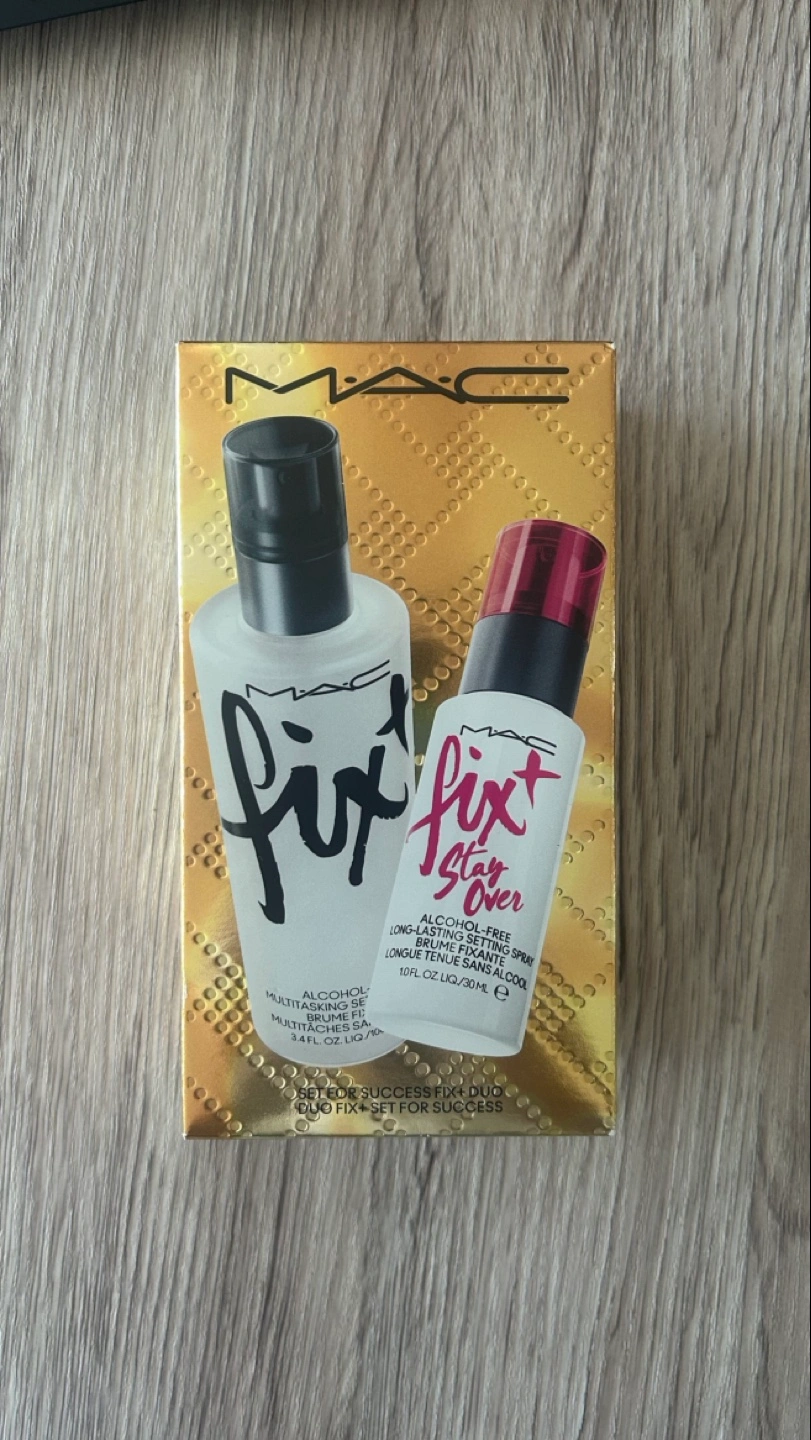 M·A·C
M·A·C
fix+
ALCOHOL-
MULTITASKING SE
BRUME FI
MULTITÂCHES SA
3.4 FL. OZ. LIQ./10
M·A·C
fix+
Stay
Over
ALCOHOL-FREE
LONG-LASTING SETTING SPRAY
BRUME FIXANTE
LONGUE TENUE SANS ALCOOL
1.0 FL. OZ. LIQ./30 ML ℮
SET FOR SUCCESS FIX+ DUO
DUO FIX+ SET FOR SUCCESS